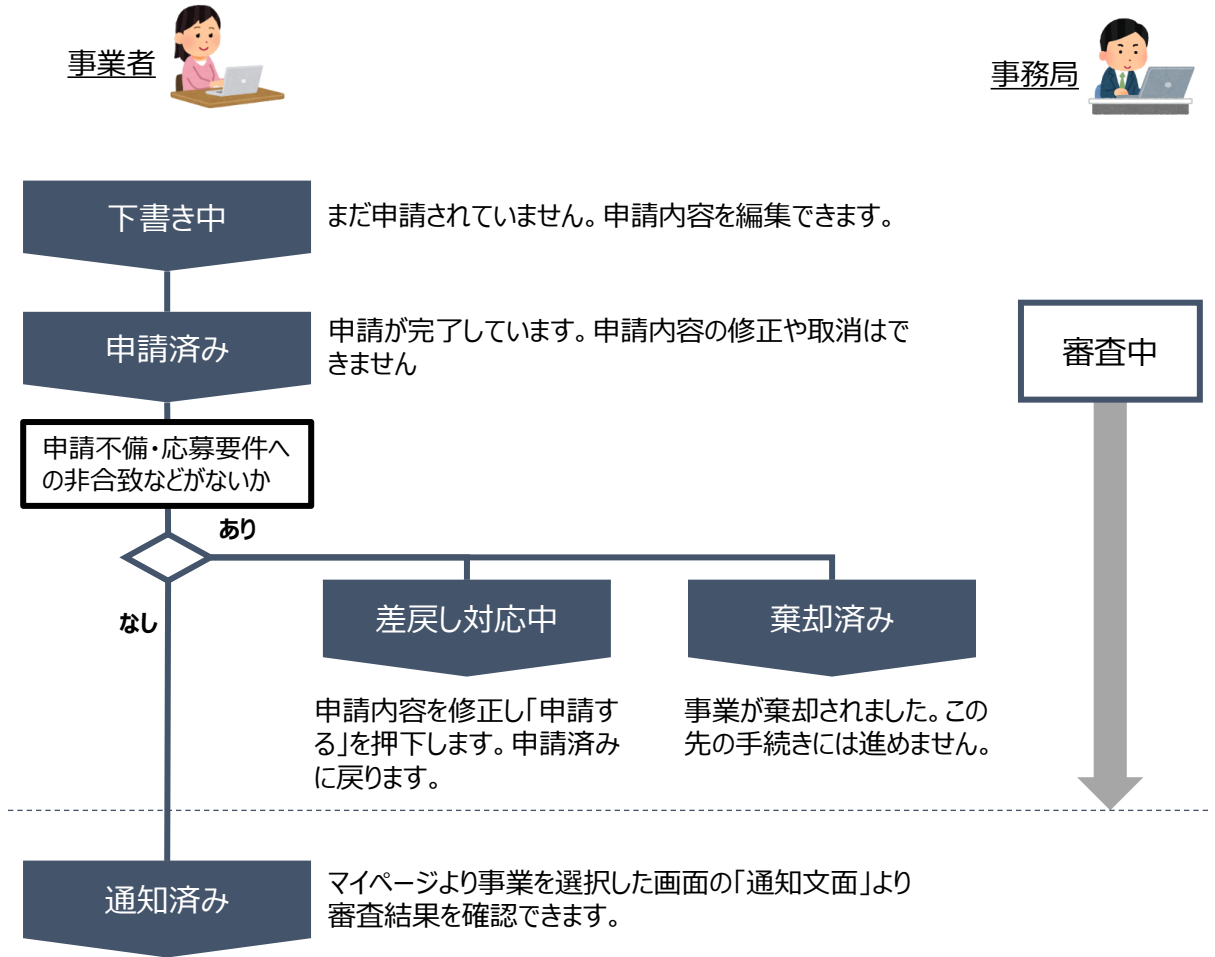 事業者
事務局
下書き中
まだ申請されていません。申請内容を編集できます。
申請済み
申請が完了しています。申請内容の修正や取消はで
きません
審査中
申請不備・応募要件へ
の非合致などがないか
あり
なし
差戻し対応中
棄却済み
申請内容を修正し「申請す
る」を押下します。申請済み
に戻ります。
事業が棄却されました。この
先の手続きには進めません。
通知済み
マイページより事業を選択した画面の「通知文面」より
審査結果を確認できます。